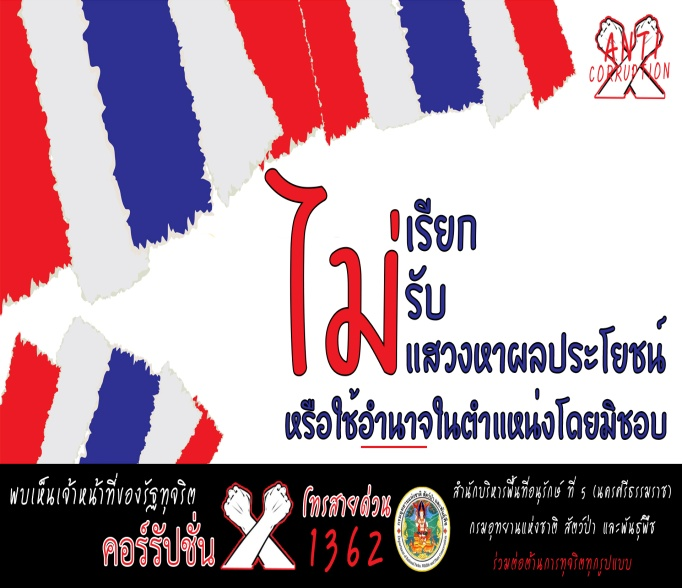 ANTI
CORRUPTION
ไม่
เรียก
รับ
แสวงหาผลประโยชน์
หรือใช้อำนาจในตำแหน่งโดยมิชอบ
พบเห็นเจ้าหน้าที่ของรัฐทุจริต
คอร์รัปชั่น
โทรสายด่วน
1362
สำนักบริหารพื้นที่อนุรักษ์ ที่ 5 (นครศรีธรรมราช)
กรมอุทยานแห่งชาติ สัตว์ป่า และพันธุ์พืช
ร่วมต่อต้านการทุจริตทุกรูปแบบ